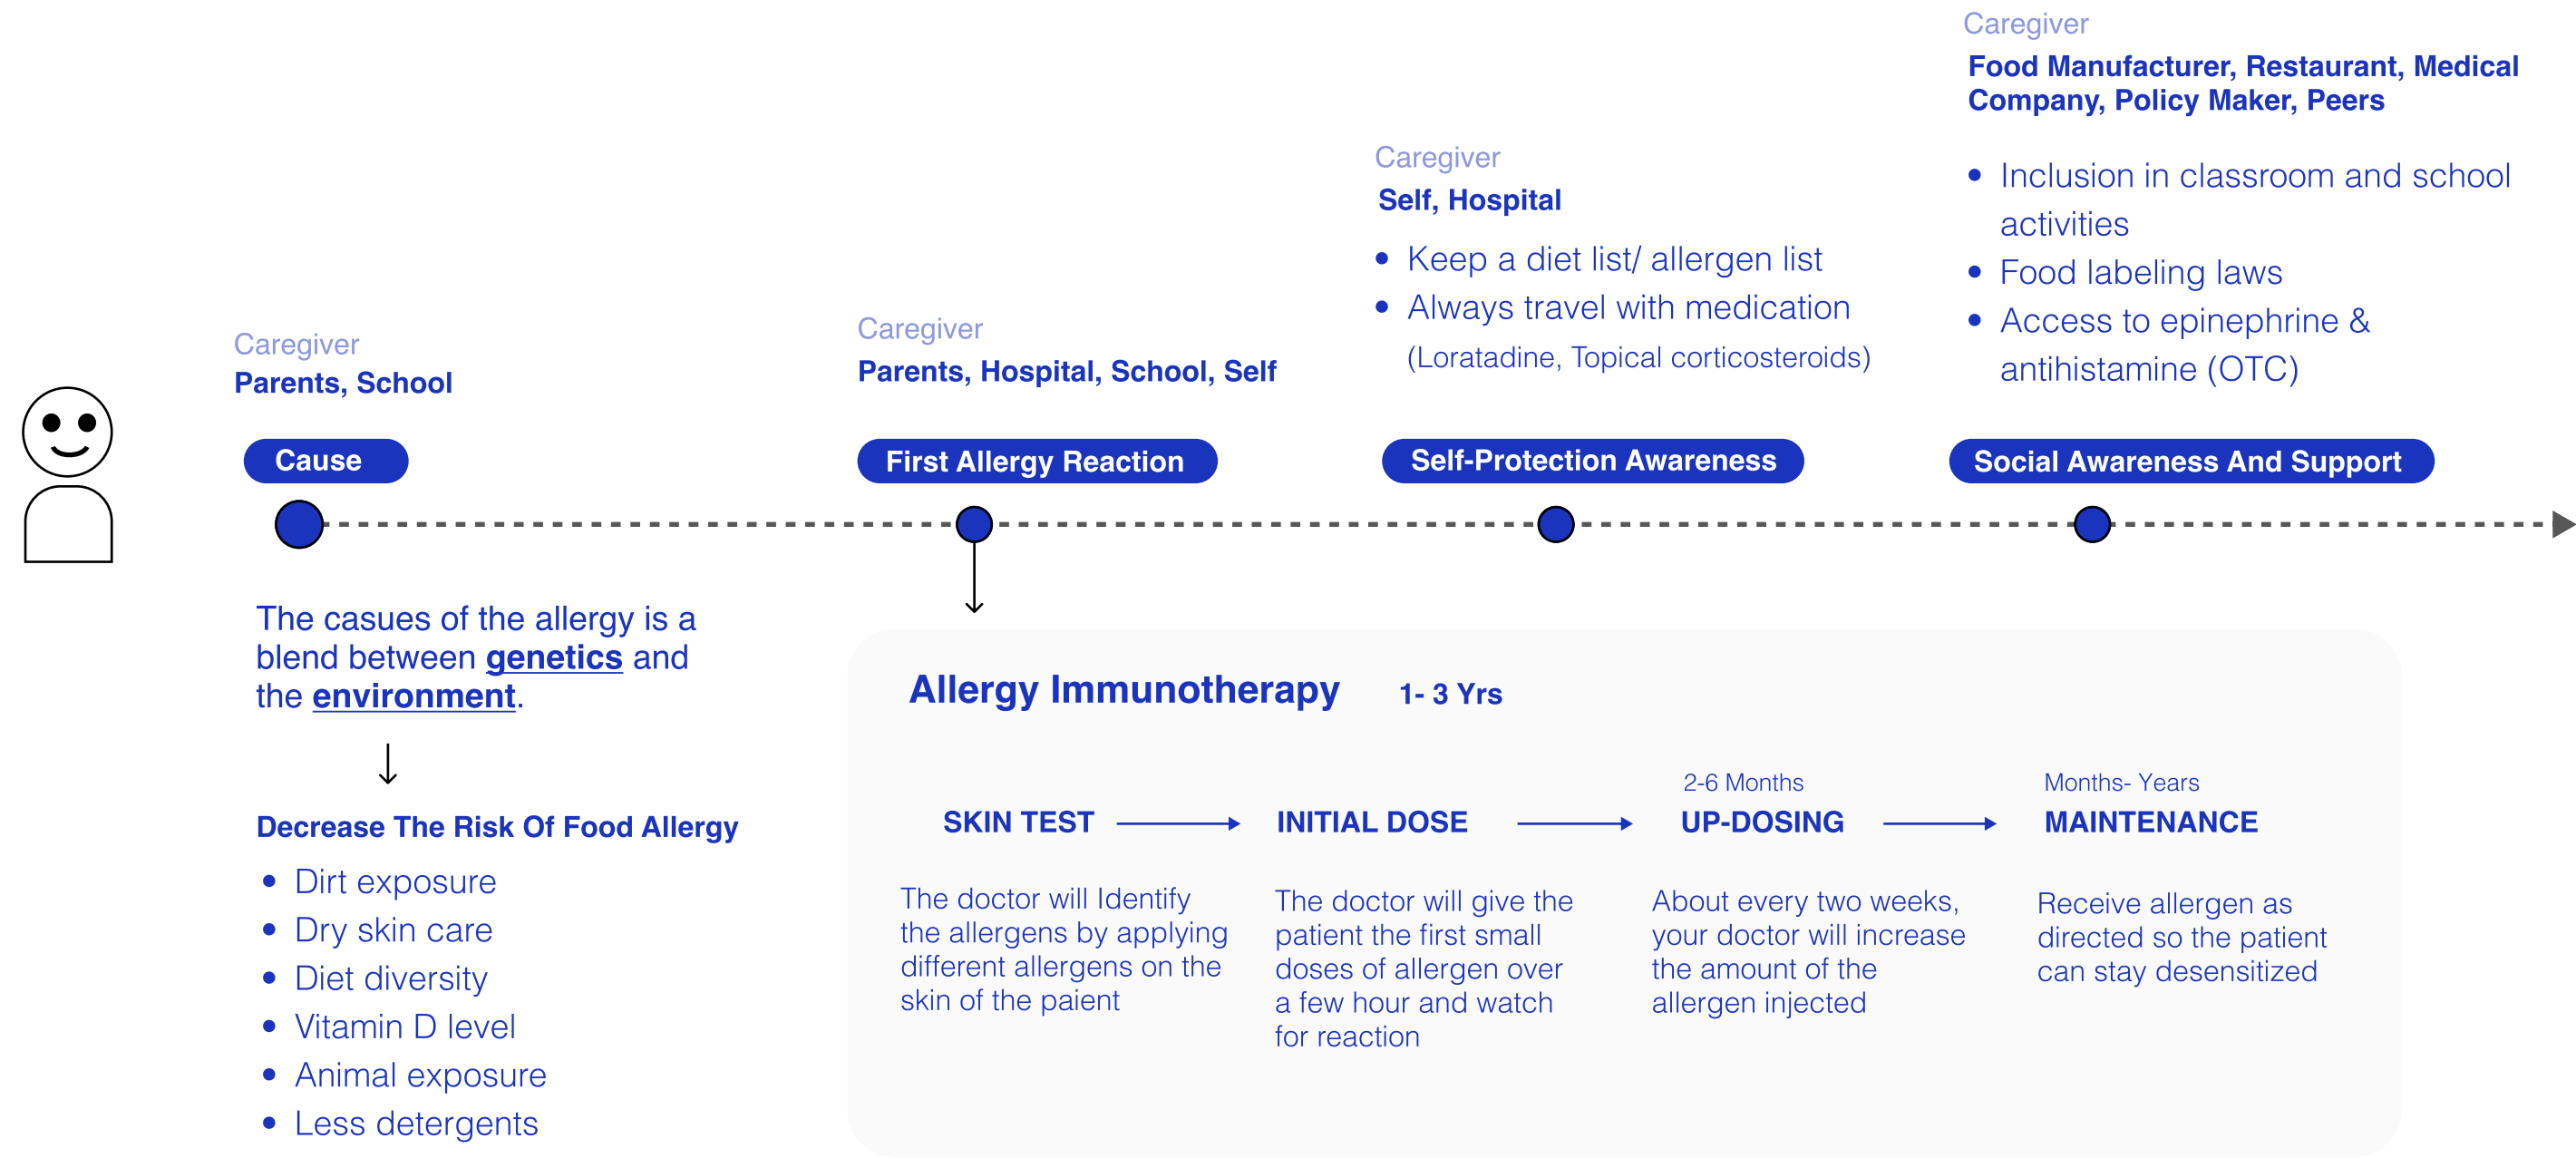 Caregiver
Parents, School
Cause
The casues of the allergy is a
blend between genetics and
the environment.
Decrease The Risk Of Food Allergy
• Dirt exposure
• Dry skin care
• Diet diversity
• Vitamin D level
• Animal exposure
• Less detergents
Caregiver
Parents, Hospital, School, Self
First Allergy Reaction
Caregiver
Self, Hospital
• Keep a diet list/ allergen list
• Always travel with medication
(Loratadine, Topical corticosteroids)
Self-Protection Awareness
Caregiver
Food Manufacturer, Restaurant, Medical
Company, Policy Maker, Peers
• Inclusion in classroom and school
activities
• Food labeling laws
• Access to epinephrine &
antihistamine (OTC)
Social Awareness And Support
Allergy Immunotherapy 1- 3 Yrs
SKIN TEST
The doctor will Identify
the allergens by applying
different allergens on the
skin of the paient
INITIAL DOSE
The doctor will give the
patient the first small
doses of allergen over
a few hour and watch
for reaction
2-6 Months
UP-DOSING
About every two weeks,
your doctor will increase
the amount of the
allergen injected
Months- Years
MAINTENANCE
Receive allergen as
directed so the patient
can stay desensitized